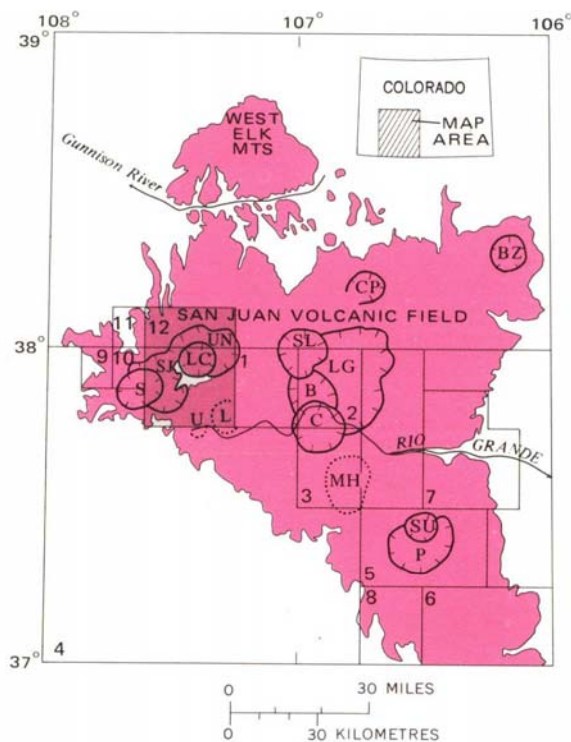 108° 107° 106°
39°
COLORADO
MAP
AREA
WEST
ELK
MTS
Gunnison River
BZ
CP
SAN JUAN VOLCANIC FIELD
11 12
38°
9 10 UN SL
LC 1 LG
SJ
S B
U L C 2
RIO GRANDE
MH
3 7
SU
P
5
8 6
37° 4
0 30 MILES
0 30 KILOMETRES